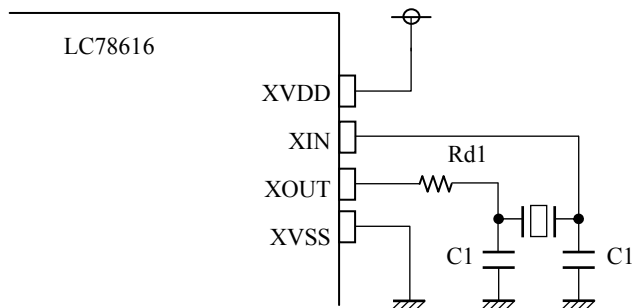 LC78616
XVDD
XIN
Rd1
XOUT
XVSS
C1
C1